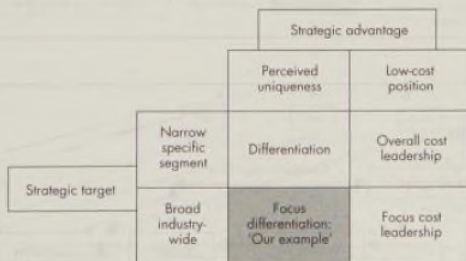 Strategic advantage
Perceived
uniqueness
Low-cost
position
Narrow
specific
segment
Differentiation
Overall cost
leadership
Strategic target
Broad
industry-
wide
Focus
differentiation:
'Our example'
Focus cost
leadership